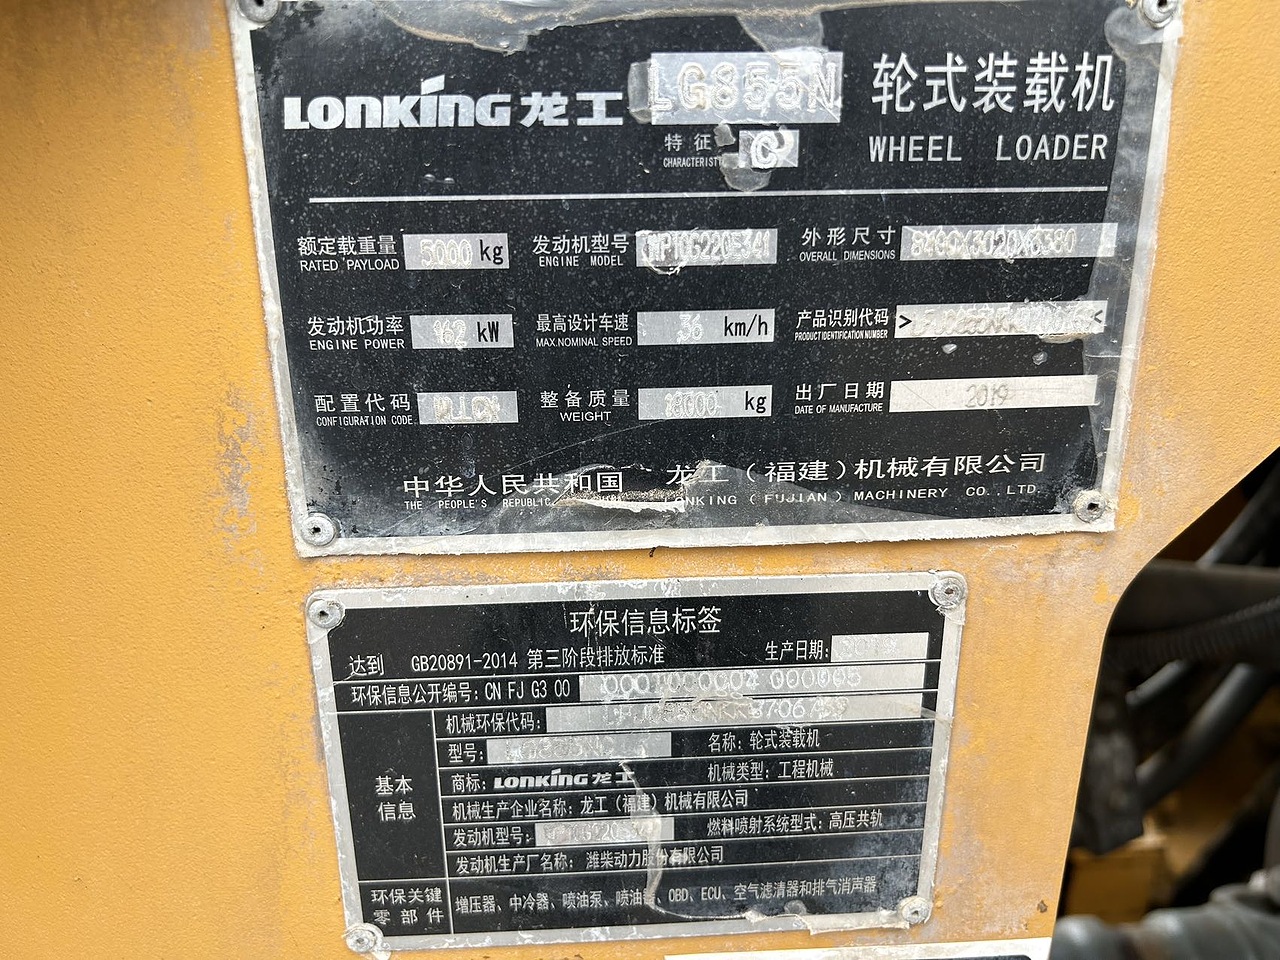 LONKING 龙工 LG855N 轮式装载机
特征 C WHEEL LOADER
CHARACTERISTI
额定载重量 5000 kg 发动机型号 外形尺寸
RATED PAYLOAD ENGINE MODEL OVERALL DIMENSIONS
发动机功率 162 kW 最高设计车速 36 km/h 产品识别代码 > <
ENGINE POWER MAX.NOMINAL SPEED PRODUCT IDENTIFICATION NUMBER
配置代码 整备质量 kg 出厂日期 2019
CONFIGURATION CODE WEIGHT DATE OF MANUFACTURE
中华人民共和国 龙工（福建）机械有限公司
THE PEOPLE'S REPUBLIC LONKING (FUJIAN) MACHINERY CO.,LTD.
环保信息标签
达到 GB20891-2014 第三阶段排放标准 生产日期:
环保信息公开编号: CN FJ G3 00
机械环保代码:
型号: 名称: 轮式装载机
基本信息
商标: LONKING 龙工 机械类型: 工程机械
机械生产企业名称: 龙工（福建）机械有限公司
发动机型号: 燃料喷射系统型式: 高压共轨
发动机生产厂名称: 潍柴动力股份有限公司
环保关键零部件
增压器、中冷器、喷油泵、喷油器、OBD、ECU、空气滤清器和排气消声器